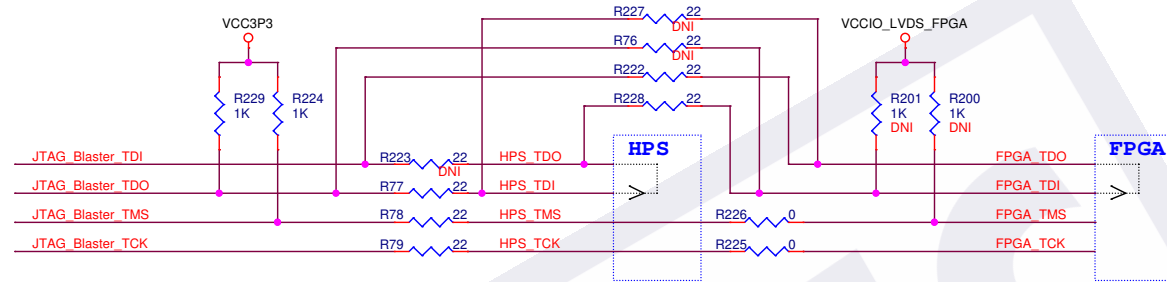 R227 22
DNI
VCC3P3 VCCIO_LVDS_FPGA
R76 22
DNI
R222 22
R229 R224 R228 22 R201 R200
1K 1K 1K 1K
DNI DNI
HPS FPGA
JTAG_Blaster_TDI R223 22 HPS_TDO FPGA_TDO
DNI
JTAG_Blaster_TDO R77 22 HPS_TDI FPGA_TDI
JTAG_Blaster_TMS R78 22 HPS_TMS R226 0 FPGA_TMS
JTAG_Blaster_TCK R79 22 HPS_TCK R225 0 FPGA_TCK